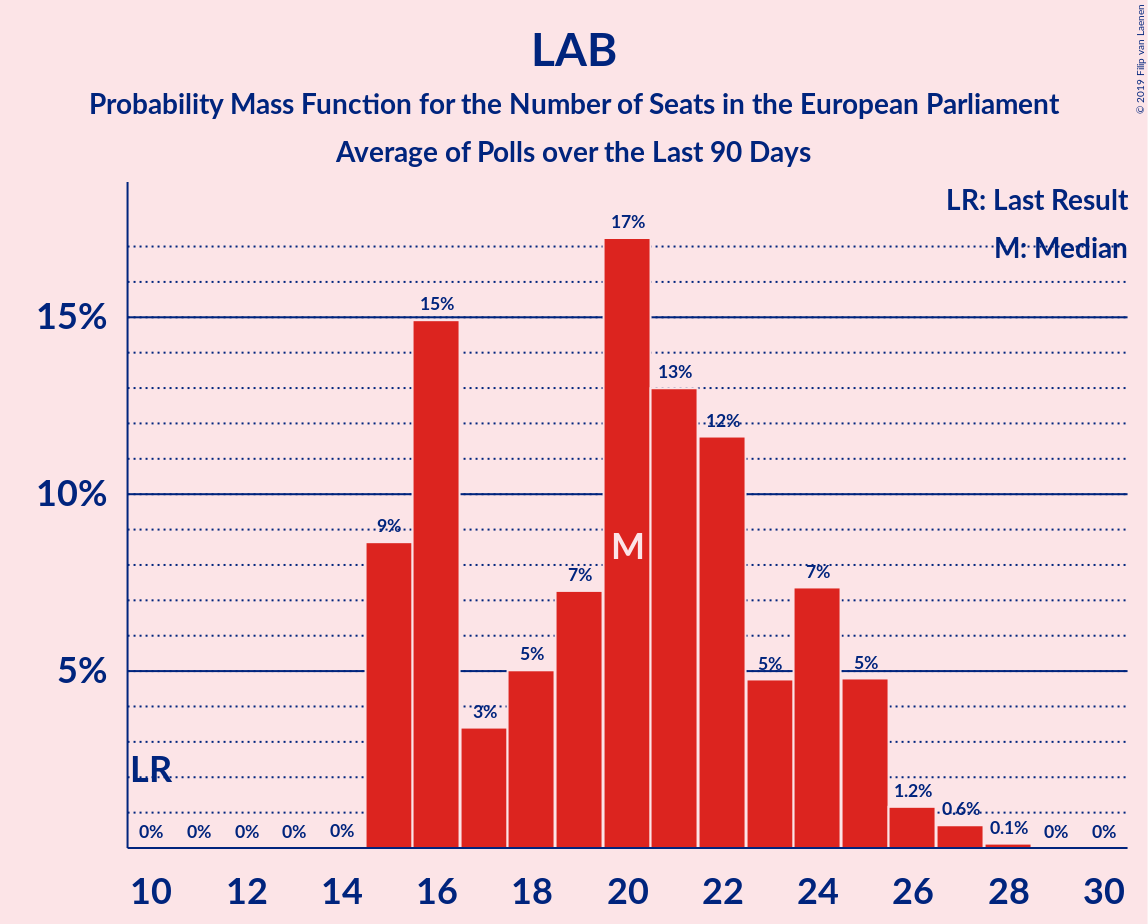 LAB
Probability Mass Function for the Number of Seats in the European Parliament
Average of Polls over the Last 90 Days
© 2019 Filip van Laenen
LR: Last Result
M: Median
15%
10%
5%
LR
0%
0%
0%
0%
0%
9%
15%
3%
5%
7%
17%
M
13%
12%
5%
7%
5%
1.2%
0.6%
0.1%
0%
0%
10 12 14 16 18 20 22 24 26 28 30